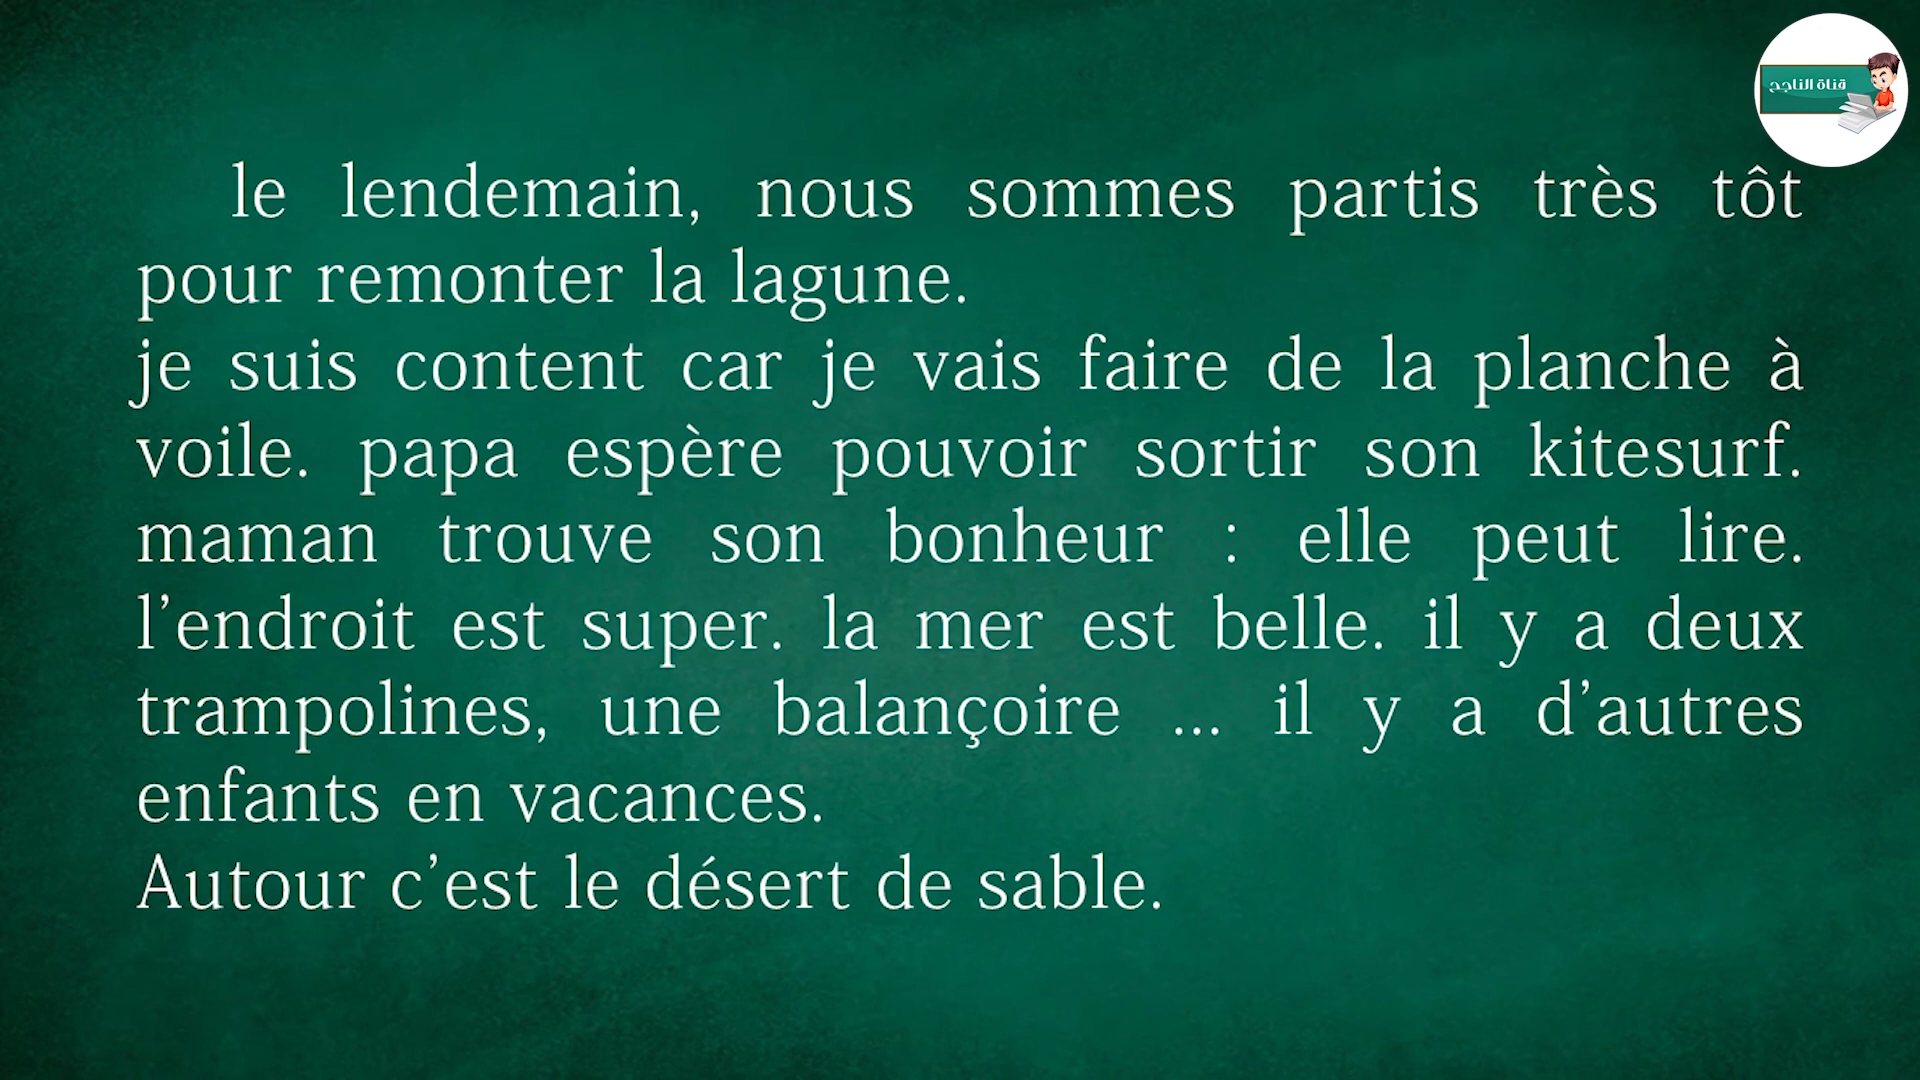 قناة الناجح
le lendemain, nous sommes partis très tôt
pour remonter la lagune.
je suis content car je vais faire de la planche à
voile. papa espère pouvoir sortir son kitesurf.
maman trouve son bonheur : elle peut lire.
l’endroit est super. la mer est belle. il y a deux
trampolines, une balançoire ... il y a d’autres
enfants en vacances.
Autour c’est le désert de sable.